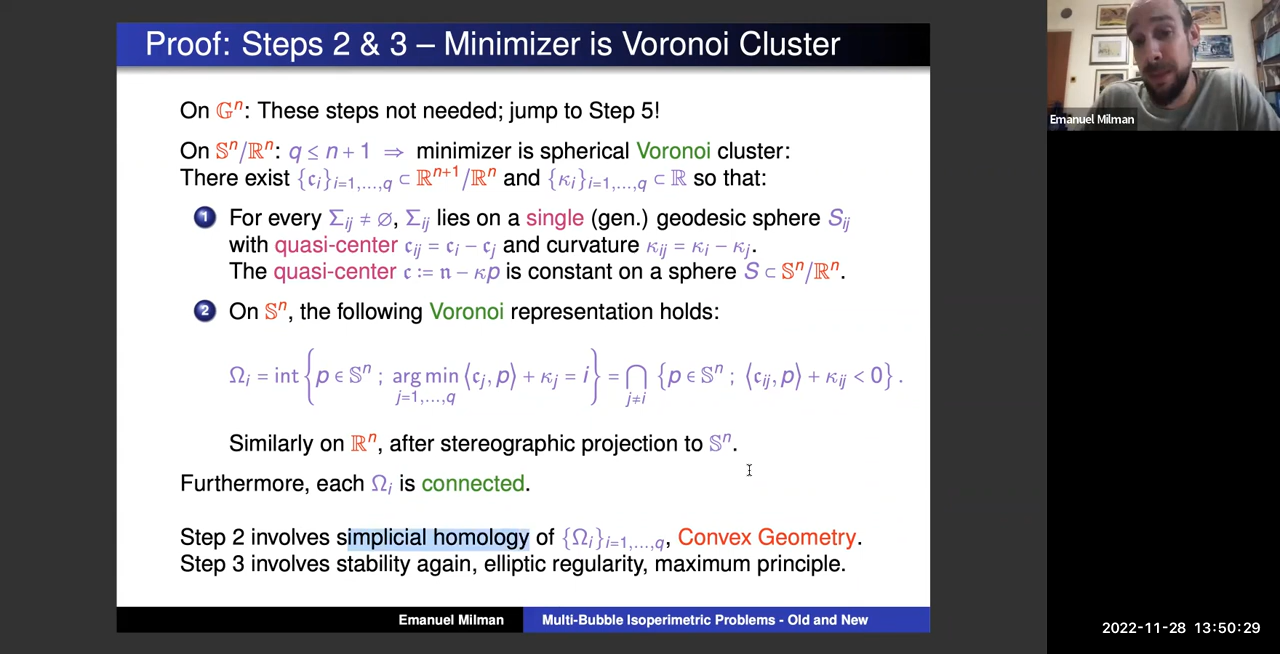 Proof: Steps 2 & 3 – Minimizer is Voronoi Cluster
On 𝔾ⁿ: These steps not needed; jump to Step 5!
On 𝕊ⁿ/ℝⁿ: q ≤ n + 1 ⇒ minimizer is spherical Voronoi cluster:
There exist {𝔠ᵢ}ᵢ₌₁,...,q ⊂ ℝⁿ⁺¹/ℝⁿ and {κᵢ}ᵢ₌₁,...,q ⊂ ℝ so that:
1 For every Σᵢⱼ ≠ ∅, Σᵢⱼ lies on a single (gen.) geodesic sphere Sᵢⱼ
with quasi-center 𝔠ᵢⱼ = 𝔠ᵢ − 𝔠ⱼ and curvature κᵢⱼ = κᵢ − κⱼ.
The quasi-center 𝔠 := 𝔫 − κp is constant on a sphere S ⊂ 𝕊ⁿ/ℝⁿ.
2 On 𝕊ⁿ, the following Voronoi representation holds:
Ωᵢ = int {p ∈ 𝕊ⁿ ; arg min_{j=1,...,q} ⟨𝔠ⱼ, p⟩ + κⱼ = i} = ⋂_{j≠i} {p ∈ 𝕊ⁿ ; ⟨𝔠ᵢⱼ, p⟩ + κᵢⱼ < 0} .
Similarly on ℝⁿ, after stereographic projection to 𝕊ⁿ.
Furthermore, each Ωᵢ is connected.
Step 2 involves simplicial homology of {Ωᵢ}ᵢ₌₁,...,q, Convex Geometry.
Step 3 involves stability again, elliptic regularity, maximum principle.
Emanuel Milman Multi-Bubble Isoperimetric Problems - Old and New
Emanuel Milman
2022-11-28 13:50:29